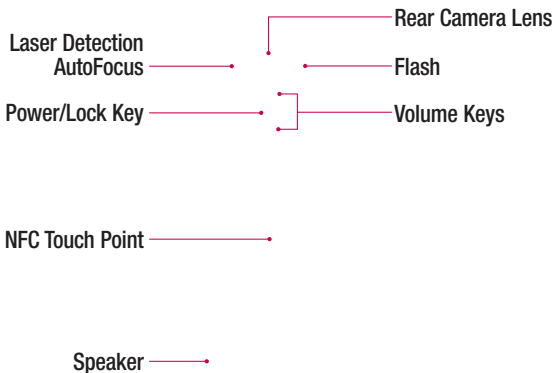 Rear Camera Lens
Laser Detection
AutoFocus
Flash
Power/Lock Key
Volume Keys
NFC Touch Point
Speaker